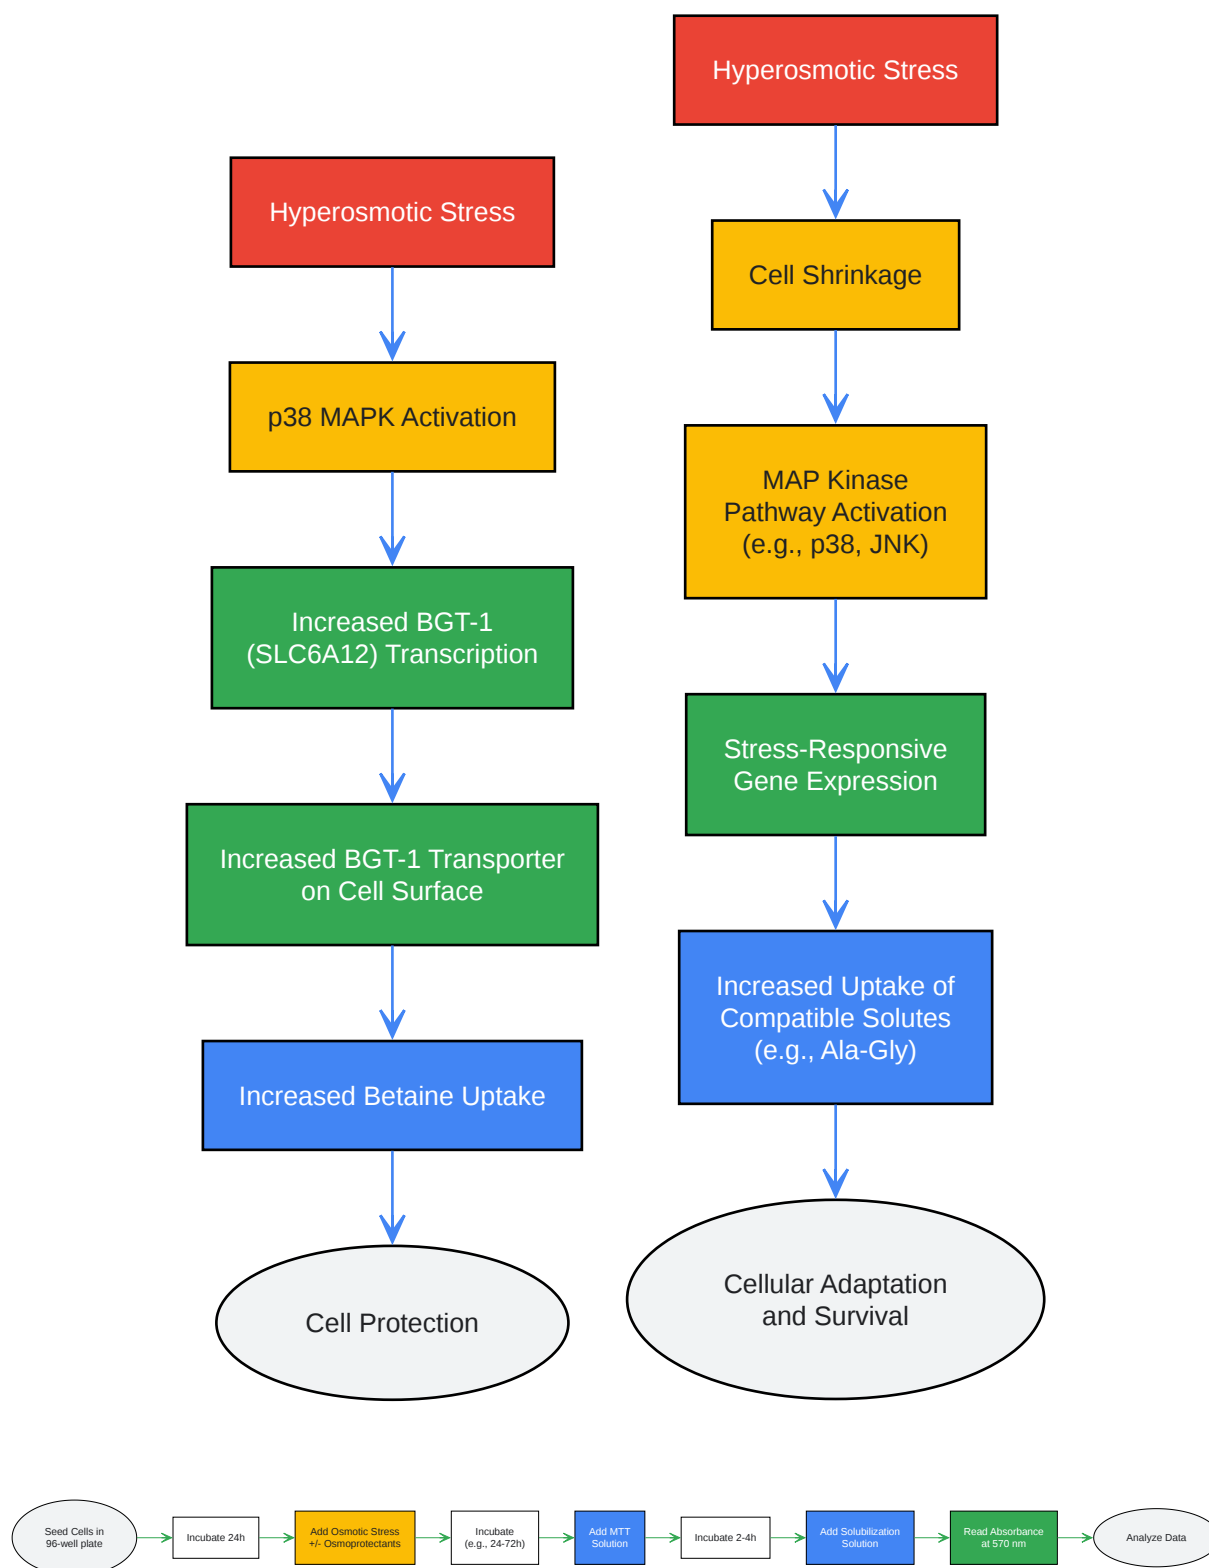 Hyperosmotic Stress
p38 MAPK Activation
Increased BGT-1
(SLC6A12) Transcription
Increased BGT-1 Transporter
on Cell Surface
Increased Betaine Uptake
Cell Protection
Hyperosmotic Stress
Cell Shrinkage
MAP Kinase
Pathway Activation
(e.g., p38, JNK)
Stress-Responsive
Gene Expression
Increased Uptake of
Compatible Solutes
(e.g., Ala-Gly)
Cellular Adaptation
and Survival
Seed Cells in
96-well plate
Incubate 24h
Add Osmotic Stress
+/- Osmoprotectants
Incubate
(e.g., 24-72h)
Add MTT
Solution
Incubate 2-4h
Add Solubilization
Solution
Read Absorbance
at 570 nm
Analyze Data